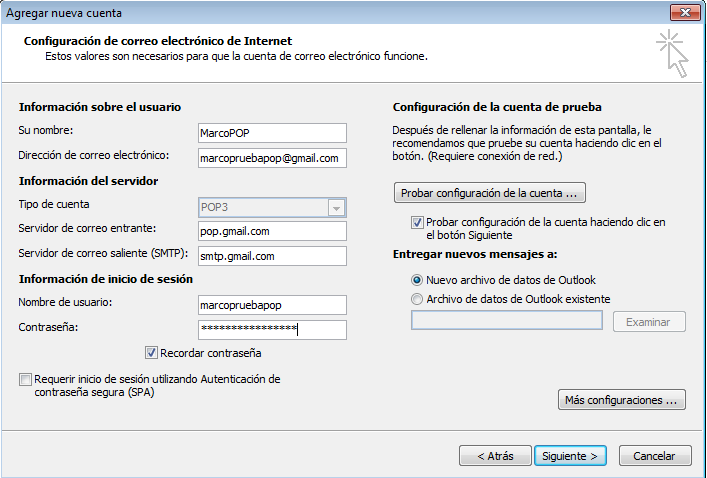 Agregar nueva cuenta
Configuración de correo electrónico de Internet
Estos valores son necesarios para que la cuenta de correo electrónico funcione.
Información sobre el usuario
Su nombre:
MarcoPOP
Dirección de correo electrónico:
marcopruebapop@gmail.com
Información del servidor
Tipo de cuenta
POP3
Servidor de correo entrante:
pop.gmail.com
Servidor de correo saliente (SMTP):
smtp.gmail.com
Información de inicio de sesión
Nombre de usuario:
marcopruebapop
Contraseña:
****************
Recordar contraseña
Requerir inicio de sesión utilizando Autenticación de
contraseña segura (SPA)
Configuración de la cuenta de prueba
Después de rellenar la información de esta pantalla, le
recomendamos que pruebe su cuenta haciendo clic en el
botón. (Requiere conexión de red.)
Probar configuración de la cuenta ...
Probar configuración de la cuenta haciendo clic en
el botón Siguiente
Entregar nuevos mensajes a:
Nuevo archivo de datos de Outlook
Archivo de datos de Outlook existente
Examinar
Más configuraciones ...
< Atrás
Siguiente >
Cancelar